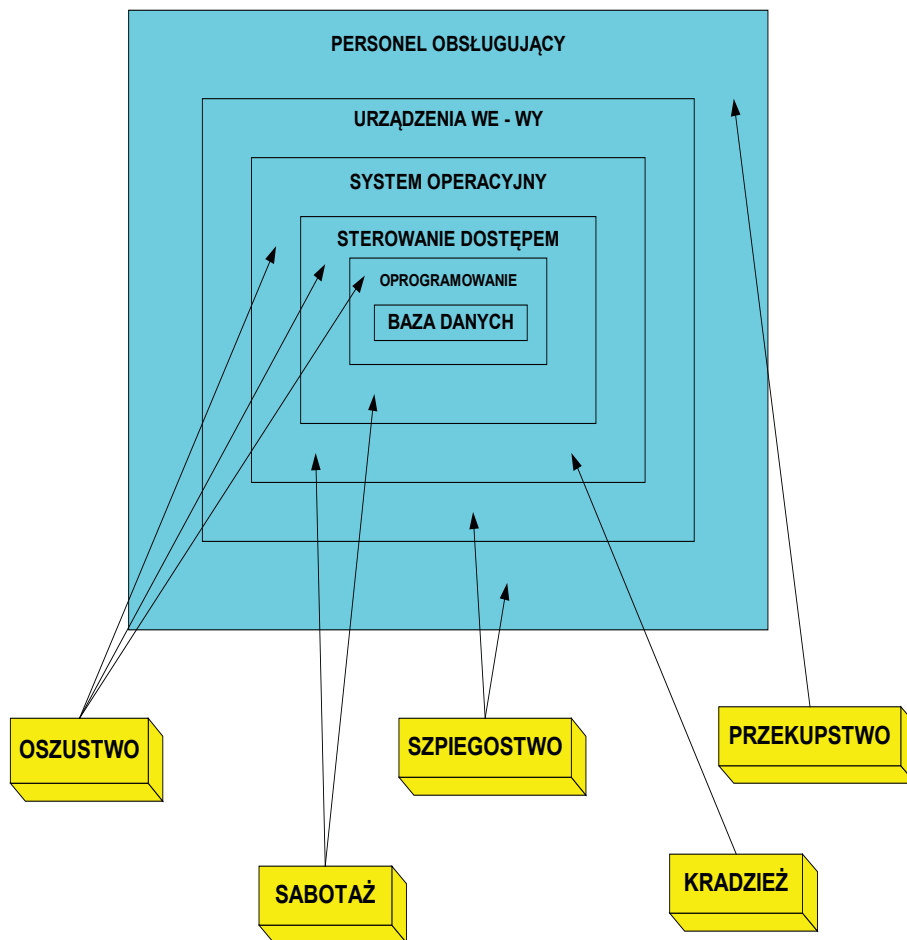 PERSONEL OBSŁUGUJĄCY
URZĄDZENIA WE - WY
SYSTEM OPERACYJNY
STEROWANIE DOSTĘPEM
OPROGRAMOWANIE
BAZA DANYCH
OSZUSTWO
SZPIEGOSTWO
PRZEKUPSTWO
SABOTAŻ
KRADZIEŻ